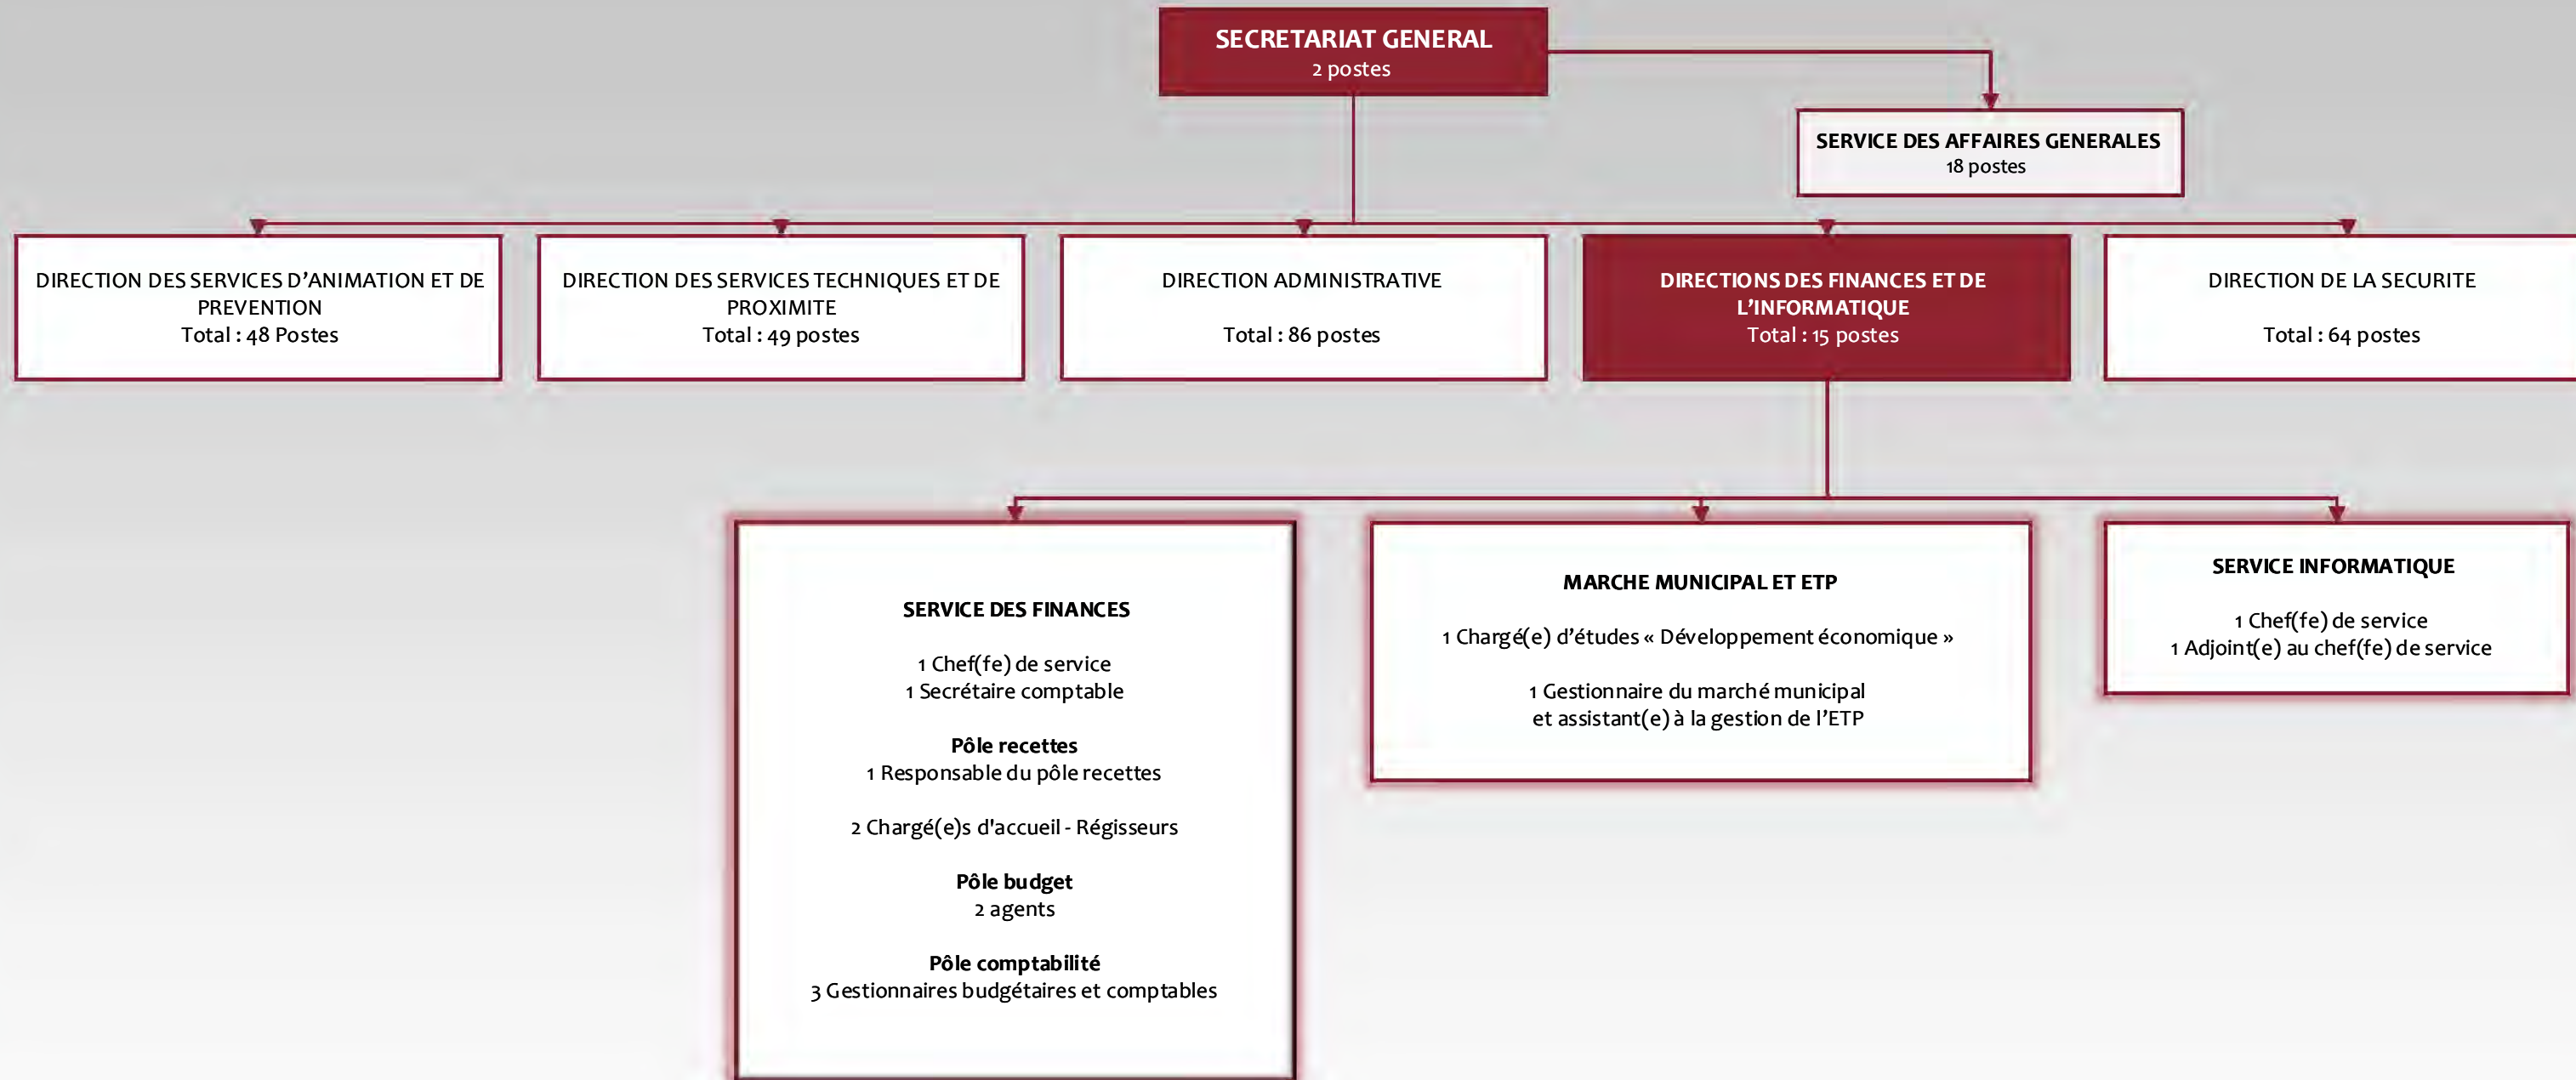 SECRETARIAT GENERAL
2 postes
SERVICE DES AFFAIRES GENERALES
18 postes
DIRECTION DES SERVICES D’ANIMATION ET DE
PREVENTION
Total : 48 Postes
DIRECTION DES SERVICES TECHNIQUES ET DE
PROXIMITE
Total : 49 postes
DIRECTION ADMINISTRATIVE
Total : 86 postes
DIRECTIONS DES FINANCES ET DE
L’INFORMATIQUE
Total : 15 postes
DIRECTION DE LA SECURITE
Total : 64 postes
SERVICE DES FINANCES
1 Chef(fe) de service
1 Secrétaire comptable
Pôle recettes
1 Responsable du pôle recettes
2 Chargé(e)s d'accueil - Régisseurs
Pôle budget
2 agents
Pôle comptabilité
3 Gestionnaires budgétaires et comptables
MARCHE MUNICIPAL ET ETP
1 Chargé(e) d’études « Développement économique »
1 Gestionnaire du marché municipal
et assistant(e) à la gestion de l’ETP
SERVICE INFORMATIQUE
1 Chef(fe) de service
1 Adjoint(e) au chef(fe) de service